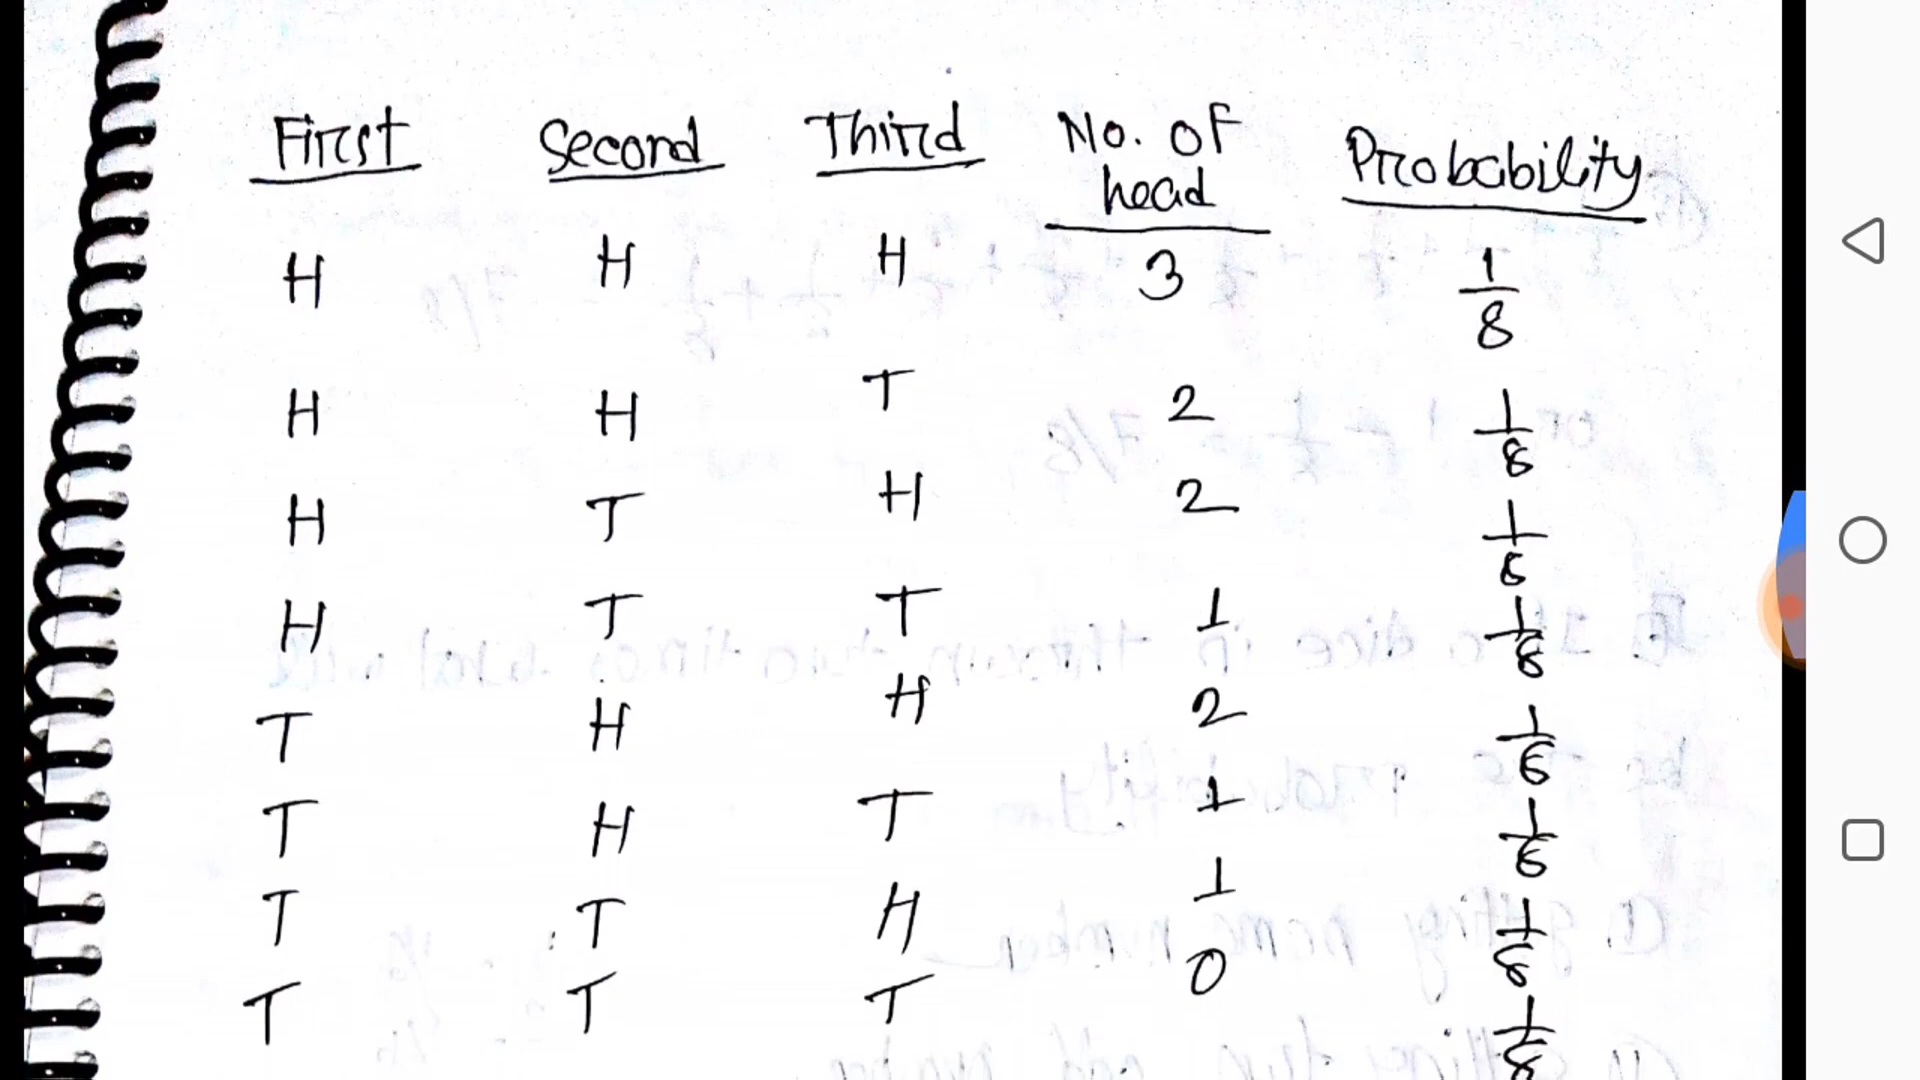 First Second Third No. of head Probability
H H H 3 1/8
H H T 2 1/8
H T H 2 1/8
H T T 1 1/8
T H H 2 1/8
T H T 1 1/8
T T H 1 1/8
T T T 0 1/8